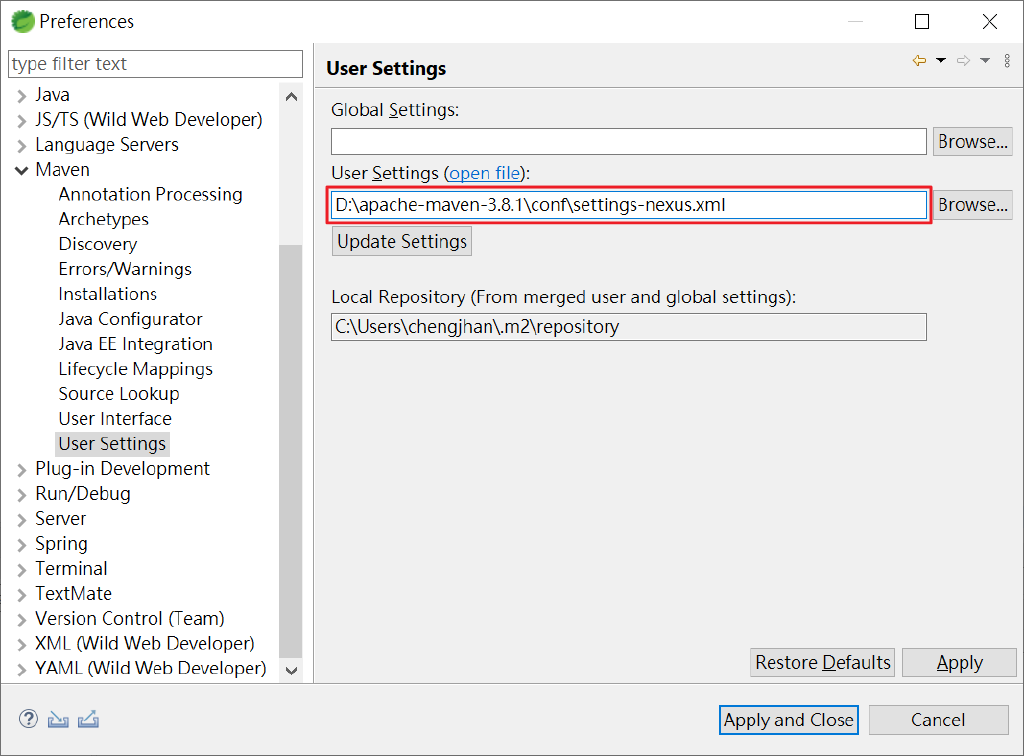 Preferences
type filter text
Java
JS/TS (Wild Web Developer)
Language Servers
Maven
Annotation Processing
Archetypes
Discovery
Errors/Warnings
Installations
Java Configurator
Java EE Integration
Lifecycle Mappings
Source Lookup
User Interface
User Settings
Plug-in Development
Run/Debug
Server
Spring
Terminal
TextMate
Version Control (Team)
XML (Wild Web Developer)
YAML (Wild Web Developer)
User Settings
Global Settings:
Browse...
User Settings (open file):
D:\apache-maven-3.8.1\conf\settings-nexus.xml
Browse...
Update Settings
Local Repository (From merged user and global settings):
C:\Users\chengjhan\.m2\repository
Restore Defaults
Apply
Apply and Close
Cancel